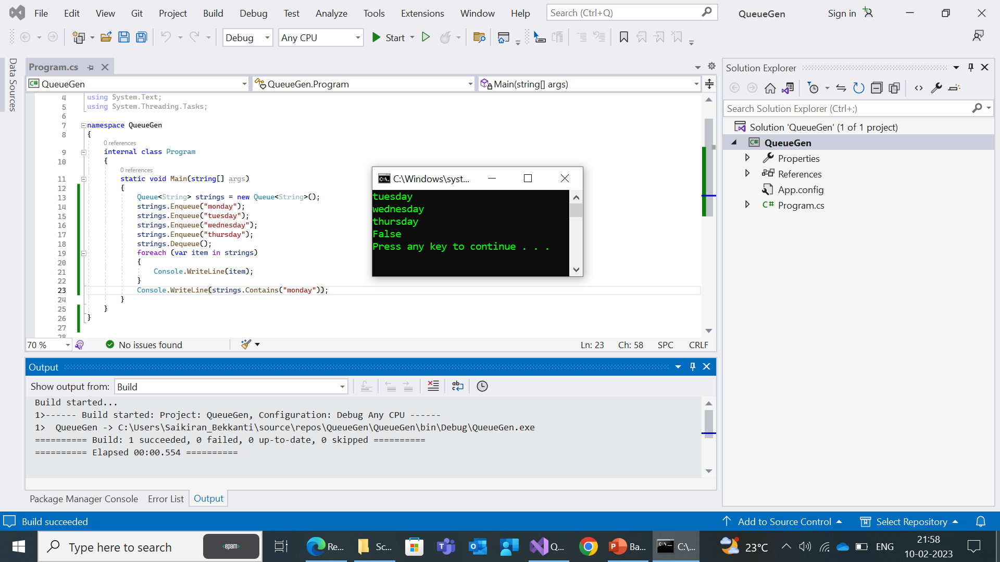 File Edit View Git Project Build Debug Test Analyze Tools Extensions Window Help Search (Ctrl+Q) QueueGen Sign in
Debug Any CPU Start
Data Sources
Program.cs
QueueGen QueueGen.Program Main(string[] args)
4 using System.Text;
5 using System.Threading.Tasks;
6
7 namespace QueueGen
8 {
0 references
9 internal class Program
10 {
0 references
11 static void Main(string[] args)
12 {
13 Queue<String> strings = new Queue<String>();
14 strings.Enqueue("monday");
15 strings.Enqueue("tuesday");
16 strings.Enqueue("wednesday");
17 strings.Enqueue("thursday");
18 strings.Dequeue();
19 foreach (var item in strings)
20 {
21 Console.WriteLine(item);
22 }
23 Console.WriteLine(strings.Contains("monday"));
24 }
25 }
26 }
27
28
C:\Windows\syst...
tuesday
wednesday
thursday
False
Press any key to continue . . .
70 % No issues found Ln: 23 Ch: 58 SPC CRLF
Output
Show output from: Build
Build started...
1>------ Build started: Project: QueueGen, Configuration: Debug Any CPU ------
1> QueueGen -> C:\Users\Saikiran_Bekkanti\source\repos\QueueGen\QueueGen\bin\Debug\QueueGen.exe
========== Build: 1 succeeded, 0 failed, 0 up-to-date, 0 skipped ==========
========== Elapsed 00:00.554 ==========
Package Manager Console Error List Output
Solution Explorer
Search Solution Explorer (Ctrl+;)
Solution 'QueueGen' (1 of 1 project)
C# QueueGen
Properties
References
App.config
C# Program.cs
Build succeeded Add to Source Control Select Repository
Type here to search <epam> Re... Sc... Q... Ba... C:\... 23°C ENG 21:58
10-02-2023